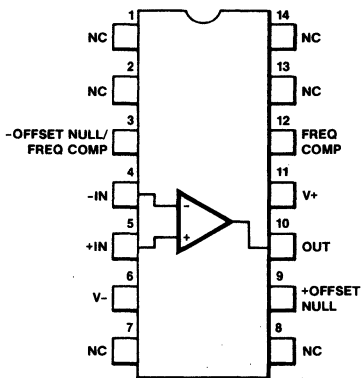 1
NC
2
NC
3
-OFFSET NULL/
FREQ COMP
4
-IN
5
+IN
6
V-
7
NC
14
NC
13
NC
12
FREQ
COMP
11
V+
10
OUT
9
+OFFSET
NULL
8
NC
-
+